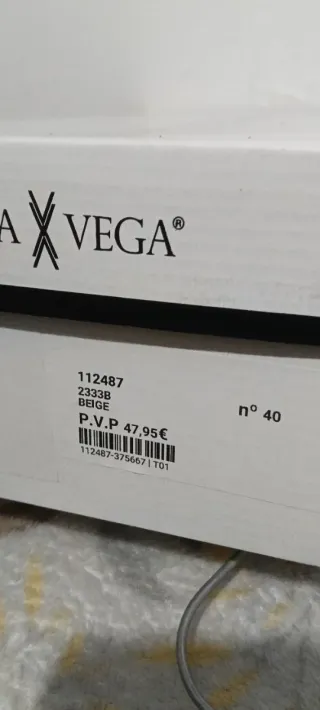 A VEGA®
112487
2333B
BEIGE
nº 40
P.V.P 47,95€
112487-375667 | T01